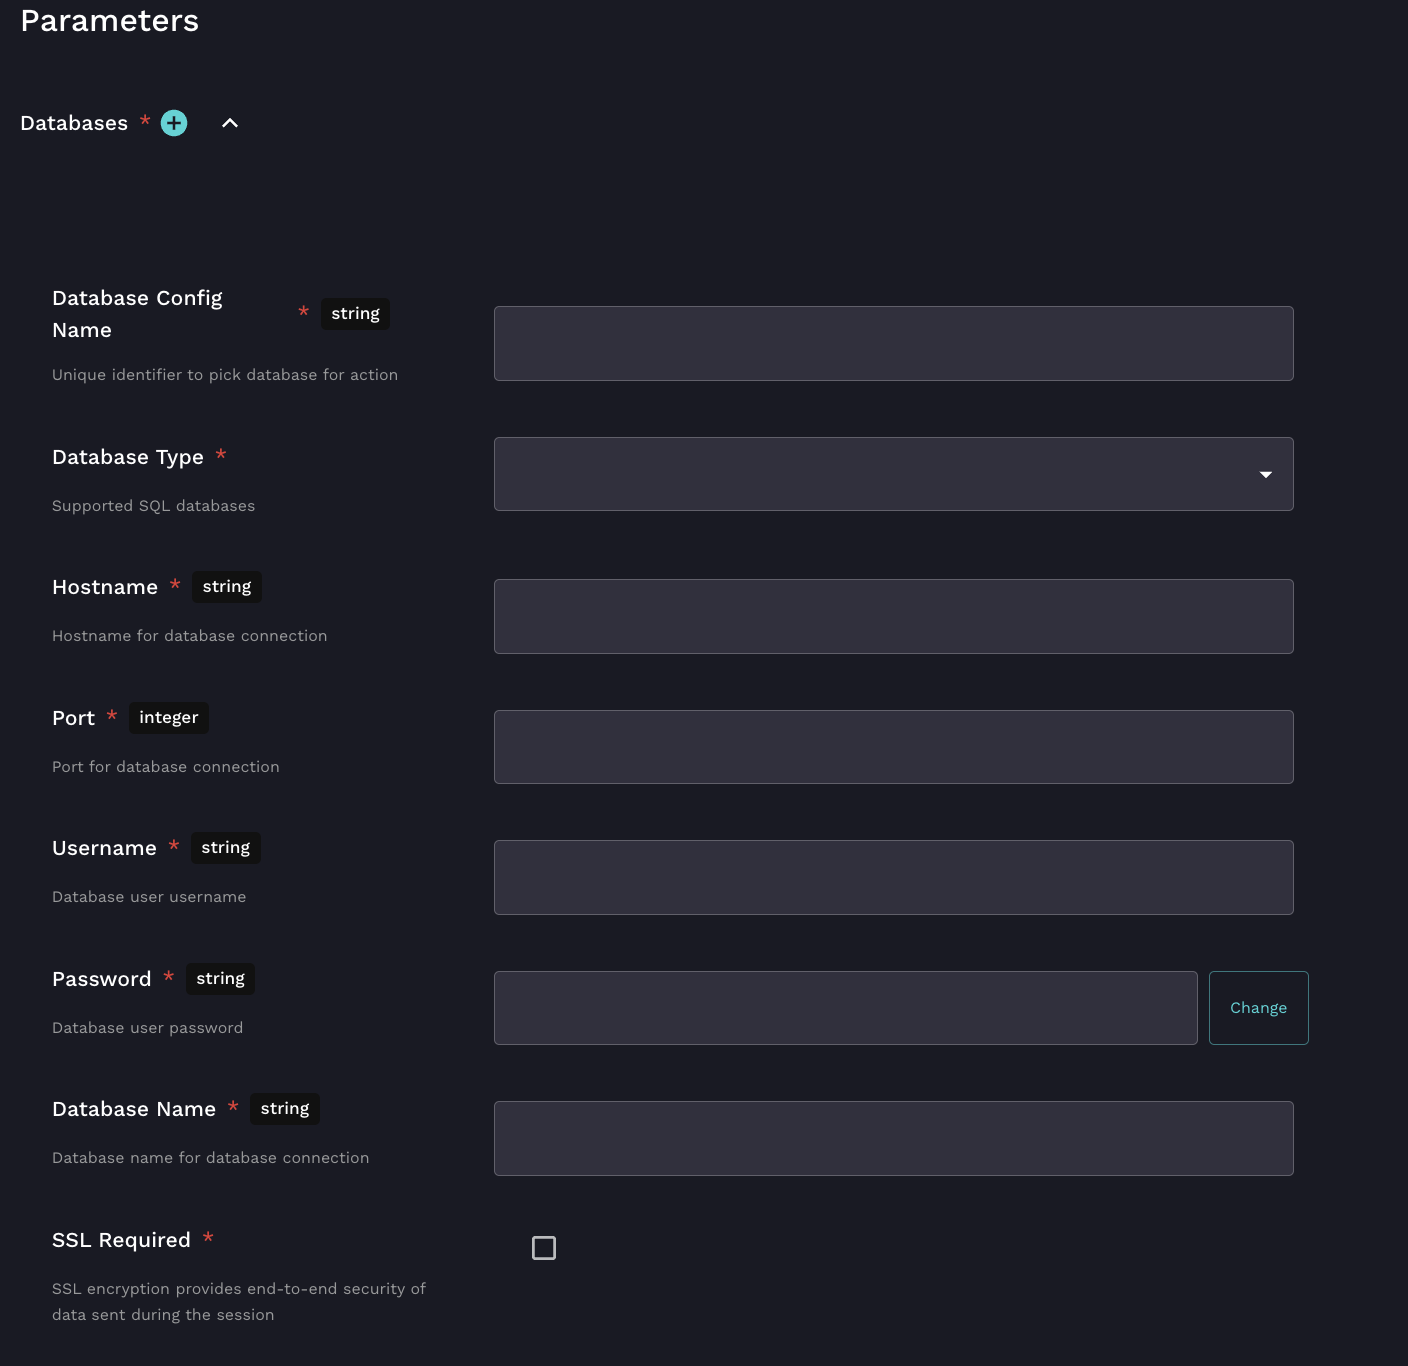 Parameters
Databases *
Database Config
Name * string
Unique identifier to pick database for action
Database Type *
Supported SQL databases
Hostname * string
Hostname for database connection
Port * integer
Port for database connection
Username * string
Database user username
Password * string
Change
Database user password
Database Name * string
Database name for database connection
SSL Required *
SSL encryption provides end-to-end security of
data sent during the session